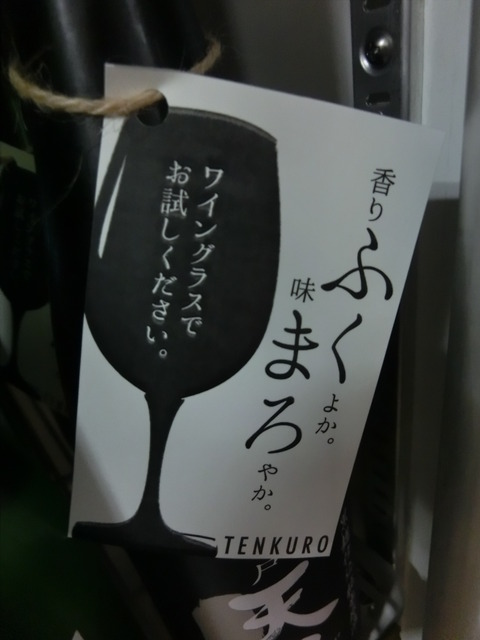 香りふくよか。
味まろやか。
ワイングラスで
お試しください。
TENKURO